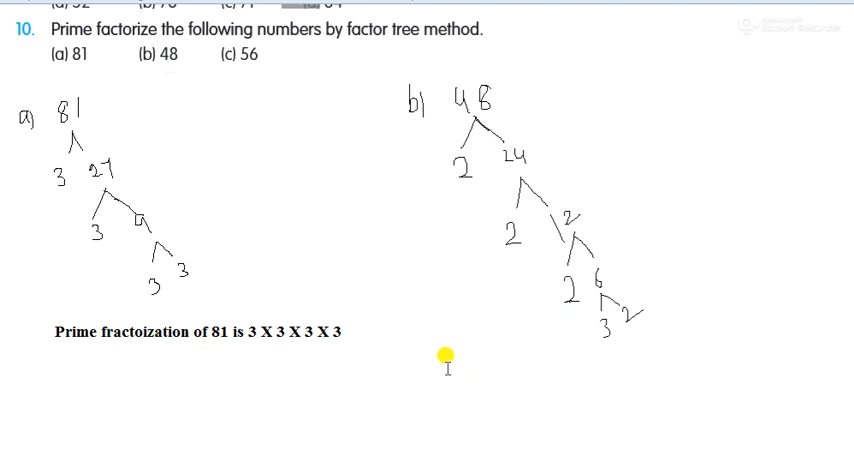 10. Prime factorize the following numbers by factor tree method.
(a) 81 (b) 48 (c) 56
a) 81
3 27
3 9
3 3
b) 48
2 24
2 12
2 6
3 2
Prime fractoization of 81 is 3 X 3 X 3 X 3
Screen Recorder